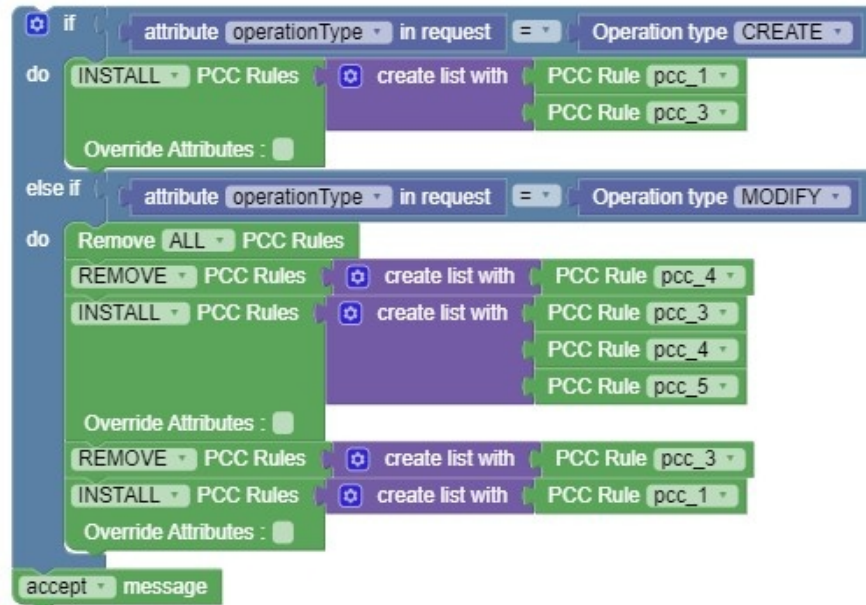 if attribute operationType in request = Operation type CREATE
do INSTALL PCC Rules create list with PCC Rule pcc_1
PCC Rule pcc_3
Override Attributes :
else if attribute operationType in request = Operation type MODIFY
do Remove ALL PCC Rules
REMOVE PCC Rules create list with PCC Rule pcc_4
INSTALL PCC Rules create list with PCC Rule pcc_3
PCC Rule pcc_4
PCC Rule pcc_5
Override Attributes :
REMOVE PCC Rules create list with PCC Rule pcc_3
INSTALL PCC Rules create list with PCC Rule pcc_1
Override Attributes :
accept message